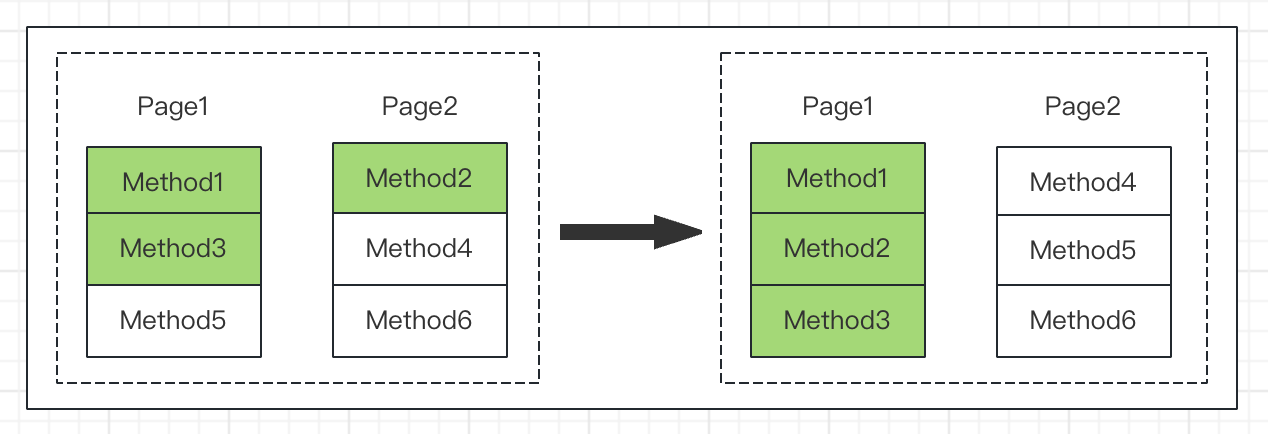 Page1
Method1
Method3
Method5
Page2
Method2
Method4
Method6
Page1
Method1
Method2
Method3
Page2
Method4
Method5
Method6